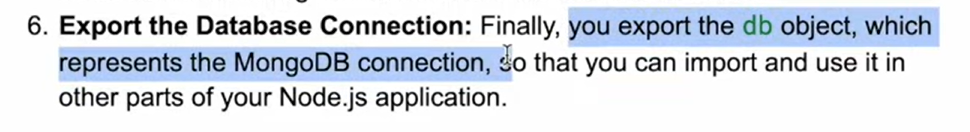 6. Export the Database Connection: Finally, you export the db object, which
represents the MongoDB connection, so that you can import and use it in
other parts of your Node.js application.